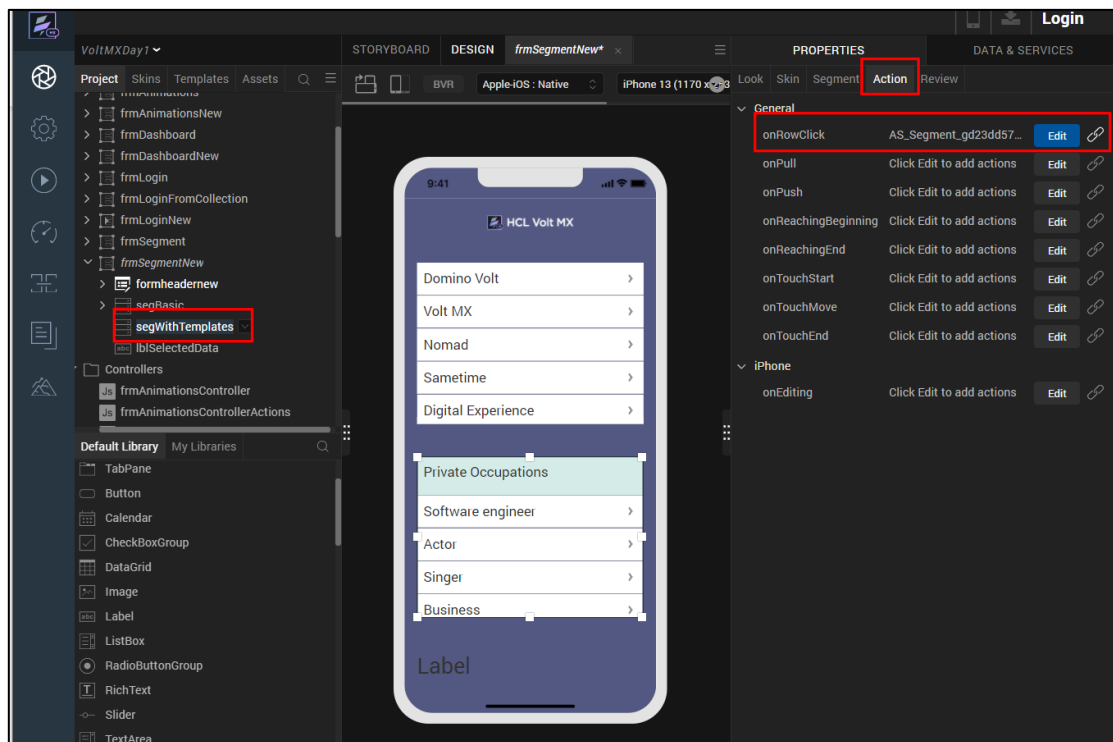 Login
VoltMXDay1
STORYBOARD DESIGN frmSegmentNew* ×
PROPERTIES DATA & SERVICES
Project Skins Templates Assets
BVR Apple-iOS : Native iPhone 13 (1170 x
Look Skin Segment Action Review
frmAnimations
frmAnimationsNew
frmDashboard
frmDashboardNew
frmLogin
frmLoginFromCollection
frmLoginNew
frmSegment
frmSegmentNew
formheadernew
segBasic
segWithTemplates
lblSelectedData
Controllers
Js frmAnimationsController
Js frmAnimationsControllerActions
Default Library My Libraries
TabPane
Button
Calendar
CheckBoxGroup
DataGrid
Image
Label
ListBox
RadioButtonGroup
RichText
Slider
TextArea
9:41
HCL Volt MX
Domino Volt
Volt MX
Nomad
Sametime
Digital Experience
Private Occupations
Software engineer
Actor
Singer
Business
Label
General
onRowClick AS_Segment_gd23dd57... Edit
onPull Click Edit to add actions Edit
onPush Click Edit to add actions Edit
onReachingBeginning Click Edit to add actions Edit
onReachingEnd Click Edit to add actions Edit
onTouchStart Click Edit to add actions Edit
onTouchMove Click Edit to add actions Edit
onTouchEnd Click Edit to add actions Edit
iPhone
onEditing Click Edit to add actions Edit